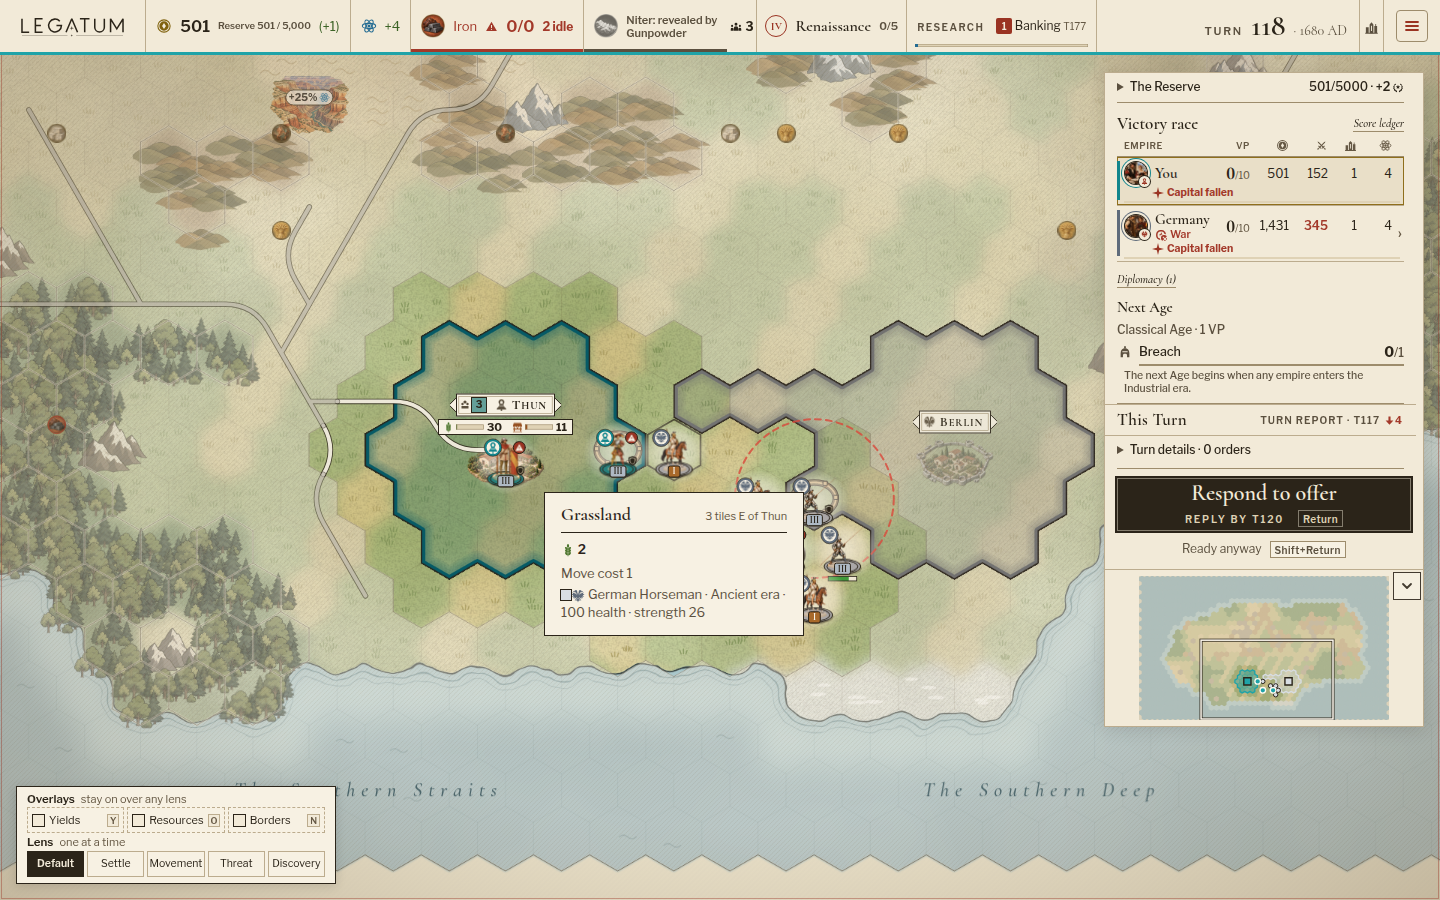 LEGATUM
501 Reserve 501 / 5,000 (+1)
+4
Iron 0/0 2 idle
Niter: revealed by
Gunpowder
3
IV Renaissance 0/5
RESEARCH 1 Banking T177
TURN 118 · 1680 AD
+25%
The Reserve 501/5000 · +2
Victory race Score ledger
EMPIRE VP
You 0/10 501 152 1 4
Capital fallen
Germany 0/10 1,431 345 1 4 ›
War
Capital fallen
Diplomacy (1)
Next Age
Classical Age · 1 VP
Breach 0/1
The next Age begins when any empire enters the
Industrial era.
This Turn TURN REPORT · T117 4
Turn details · 0 orders
Respond to offer
REPLY BY T120 Return
Ready anyway Shift+Return
3 THUN
30 11
III
III
I
BERLIN
III
III
I
Grassland 3 tiles E of Thun
2
Move cost 1
German Horseman · Ancient era ·
100 health · strength 26
The Southern Deep
Overlays stay on over any lens
Yields Y Resources O Borders N
Lens one at a time
Default Settle Movement Threat Discovery